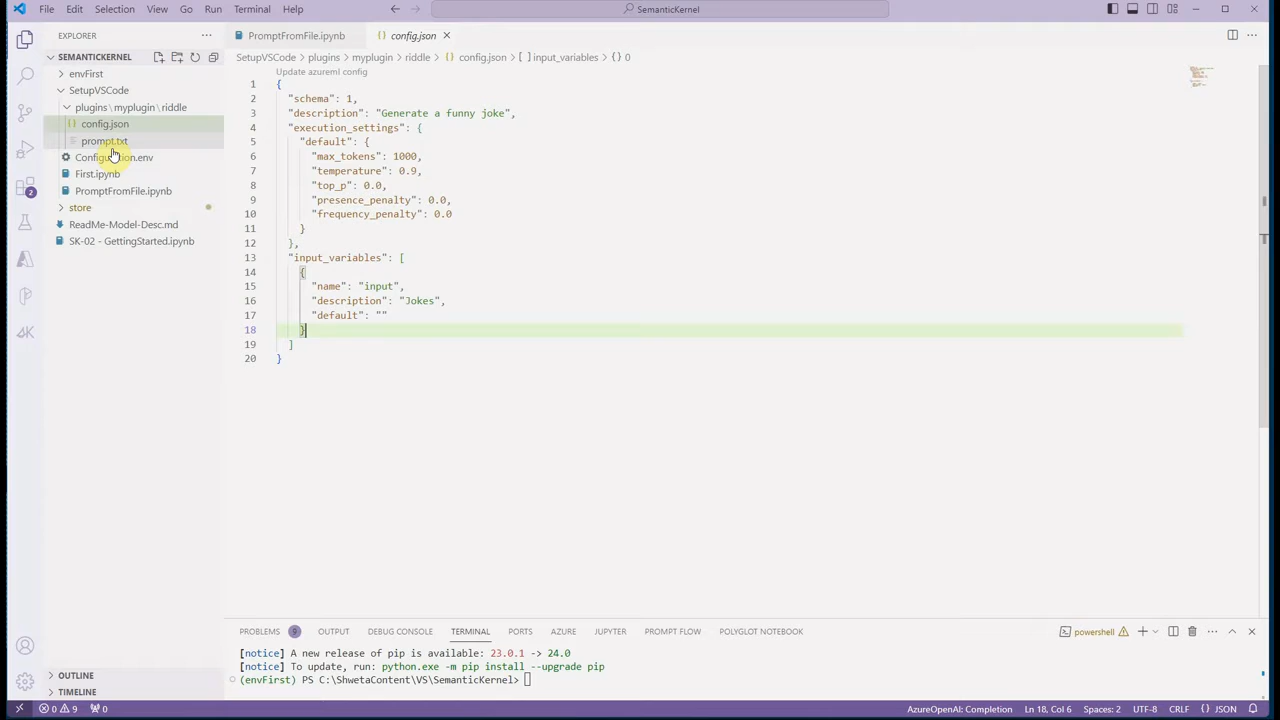 File Edit Selection View Go Run Terminal Help
SemanticKernel
EXPLORER
SEMANTICKERNEL
envFirst
SetupVSCode
plugins \ myplugin \ riddle
config.json
prompt.txt
Configuration.env
First.ipynb
PromptFromFile.ipynb
store
ReadMe-Model-Desc.md
SK-02 - GettingStarted.ipynb
2
OUTLINE
TIMELINE
PromptFromFile.ipynb config.json
SetupVSCode > plugins > myplugin > riddle > {} config.json > [ ] input_variables > {} 0
Update azureml config
1 {
2 "schema": 1,
3 "description": "Generate a funny joke",
4 "execution_settings": {
5 "default": {
6 "max_tokens": 1000,
7 "temperature": 0.9,
8 "top_p": 0.0,
9 "presence_penalty": 0.0,
10 "frequency_penalty": 0.0
11 }
12 },
13 "input_variables": [
14 {
15 "name": "input",
16 "description": "Jokes",
17 "default": ""
18 }
19 ]
20 }
PROBLEMS 9 OUTPUT DEBUG CONSOLE TERMINAL PORTS AZURE JUPYTER PROMPT FLOW POLYGLOT NOTEBOOK
powershell
[notice] A new release of pip is available: 23.0.1 -> 24.0
[notice] To update, run: python.exe -m pip install --upgrade pip
(envFirst) PS C:\ShwetaContent\VS\SemanticKernel>
0 9 0 AzureOpenAI: Completion Ln 18, Col 6 Spaces: 2 UTF-8 CRLF {} JSON